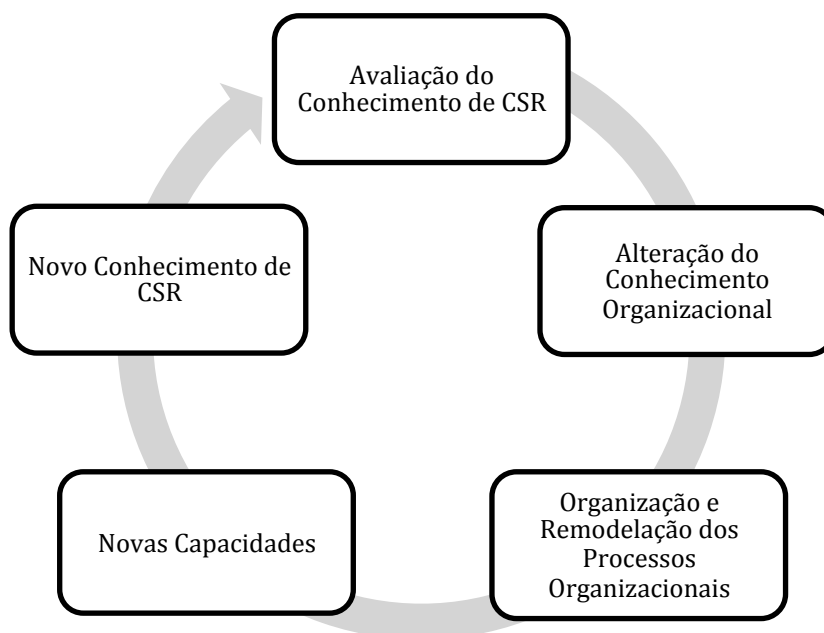 Avaliação do
Conhecimento de CSR
Alteração do
Conhecimento
Organizacional
Organização e
Remodelação dos
Processos
Organizacionais
Novas Capacidades
Novo Conhecimento de
CSR